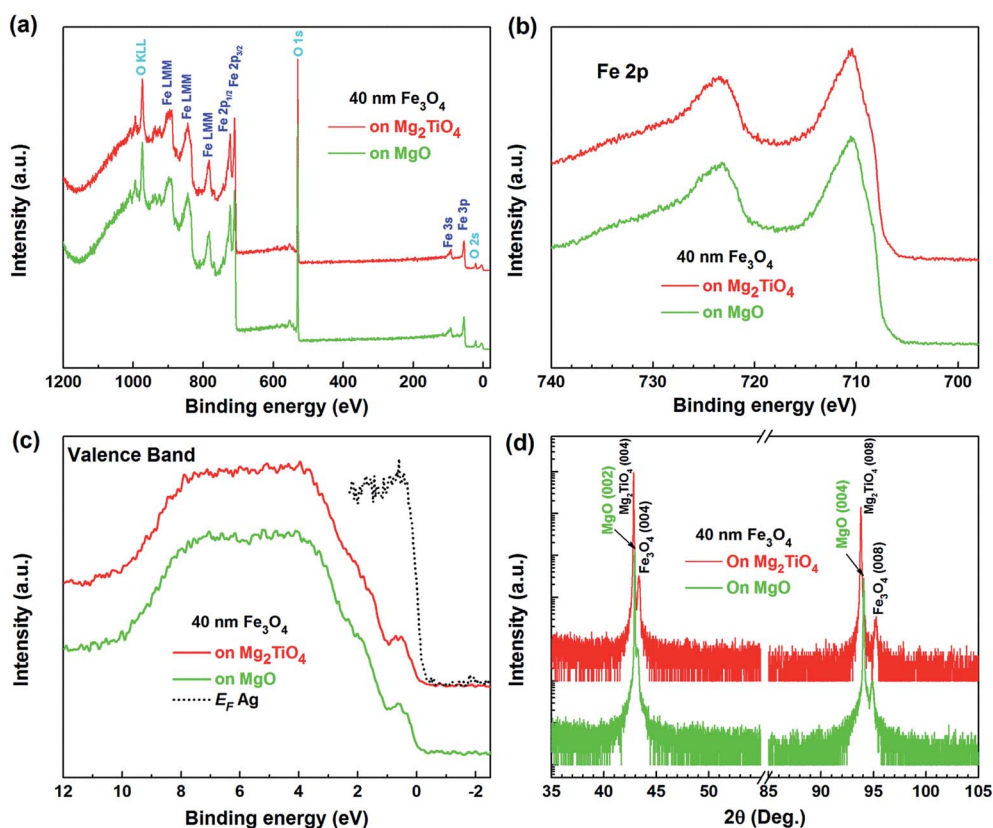 (a)
O KLL
Fe LMM
Fe LMM
Fe LMM
Fe 2p1/2
Fe 2p3/2
O 1s
40 nm Fe3O4
on Mg2TiO4
on MgO
Fe 3s
Fe 3p
O 2s
Intensity (a.u.)
1200 1000 800 600 400 200 0
Binding energy (eV)
(b)
Fe 2p
40 nm Fe3O4
on Mg2TiO4
on MgO
Intensity (a.u.)
740 730 720 710 700
Binding energy (eV)
(c)
Valence Band
40 nm Fe3O4
on Mg2TiO4
on MgO
EF Ag
Intensity (a.u.)
12 10 8 6 4 2 0 -2
Binding energy (eV)
(d)
MgO (002)
Mg2TiO4 (004)
Fe3O4 (004)
MgO (004)
Mg2TiO4 (008)
Fe3O4 (008)
40 nm Fe3O4
On Mg2TiO4
On MgO
Intensity (a.u.)
35 40 45 50 85 90 95 100 105
2θ (Deg.)